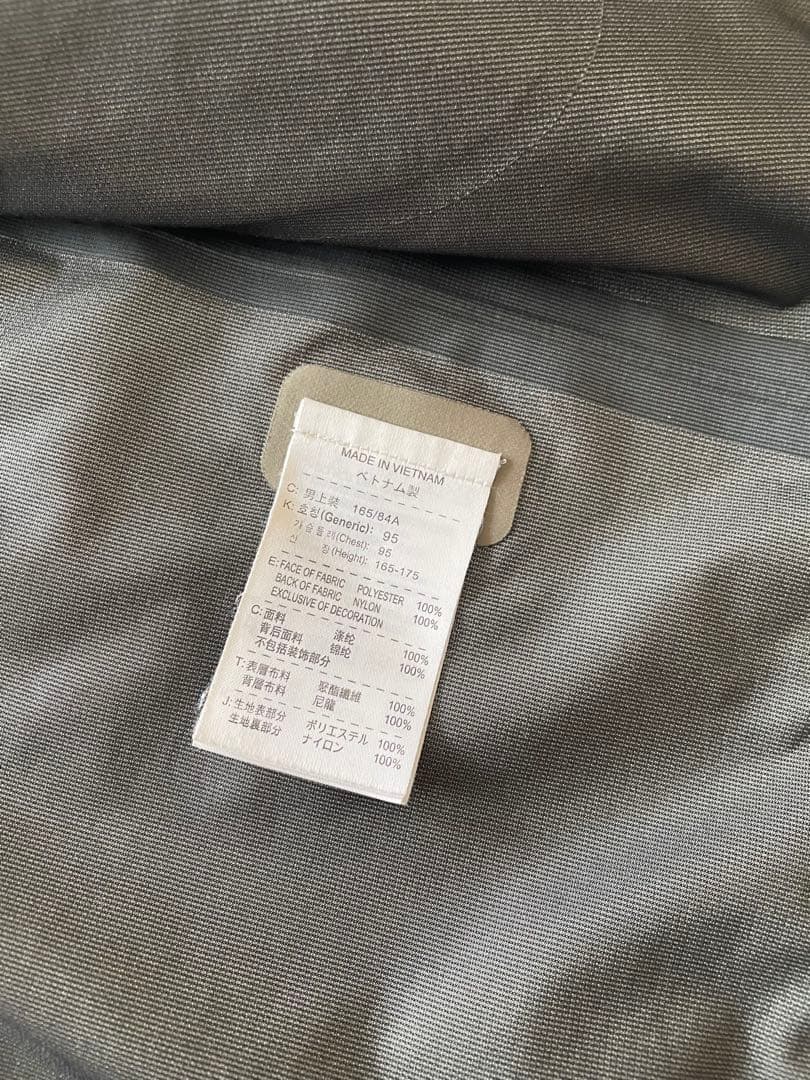 MADE IN VIETNAM
ベトナム製
C: 男上装 165/84A
K: 호칭(Generic): 95
가슴둘레(Chest): 95
신 장(Height): 165-175
E: FACE OF FABRIC POLYESTER 100%
BACK OF FABRIC NYLON 100%
EXCLUSIVE OF DECORATION
C: 面料 涤纶 100%
背后面料 锦纶 100%
不包括装饰部分
T: 表層布料 聚酯纖維 100%
背層布料 尼龍 100%
J: 生地表部分 ポリエステル 100%
生地裏部分 ナイロン 100%